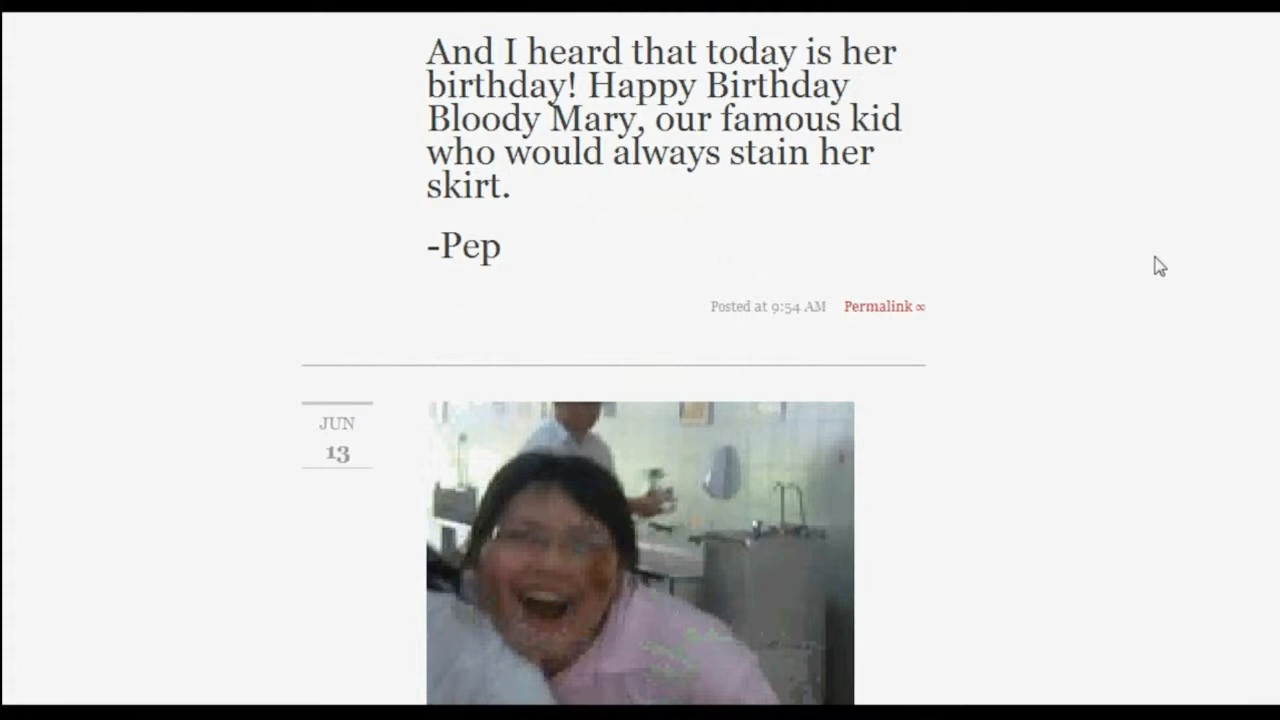 And I heard that today is her
birthday! Happy Birthday
Bloody Mary, our famous kid
who would always stain her
skirt.
-Pep
Posted at 9:54 AM Permalink ∞
JUN
13